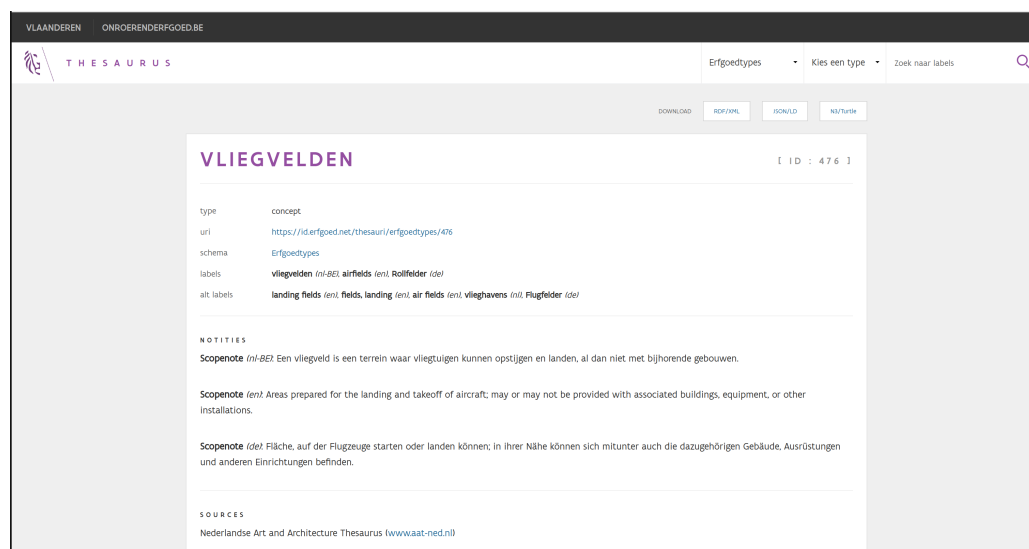 VLAANDEREN ONROERENDERFGOED.BE
THESAURUS Erfgoedtypes Kies een type Zoek naar labels
DOWNLOAD RDF/XML JSON/LD N3/Turtle
VLIEGVELDEN [ ID : 476 ]
type concept
uri https://id.erfgoed.net/thesauri/erfgoedtypes/476
schema Erfgoedtypes
labels vliegvelden (nl-BE), airfields (en), Rollfelder (de)
alt labels landing fields (en), fields, landing (en), air fields (en), vlieghavens (nl), Flugfelder (de)
NOTITIES
Scopenote (nl-BE): Een vliegveld is een terrein waar vliegtuigen kunnen opstijgen en landen, al dan niet met bijhorende gebouwen.
Scopenote (en): Areas prepared for the landing and takeoff of aircraft; may or may not be provided with associated buildings, equipment, or other
installations.
Scopenote (de): Fläche, auf der Flugzeuge starten oder landen können; in ihrer Nähe können sich mitunter auch die dazugehörigen Gebäude, Ausrüstungen
und anderen Einrichtungen befinden.
SOURCES
Nederlandse Art and Architecture Thesaurus (www.aat-ned.nl)